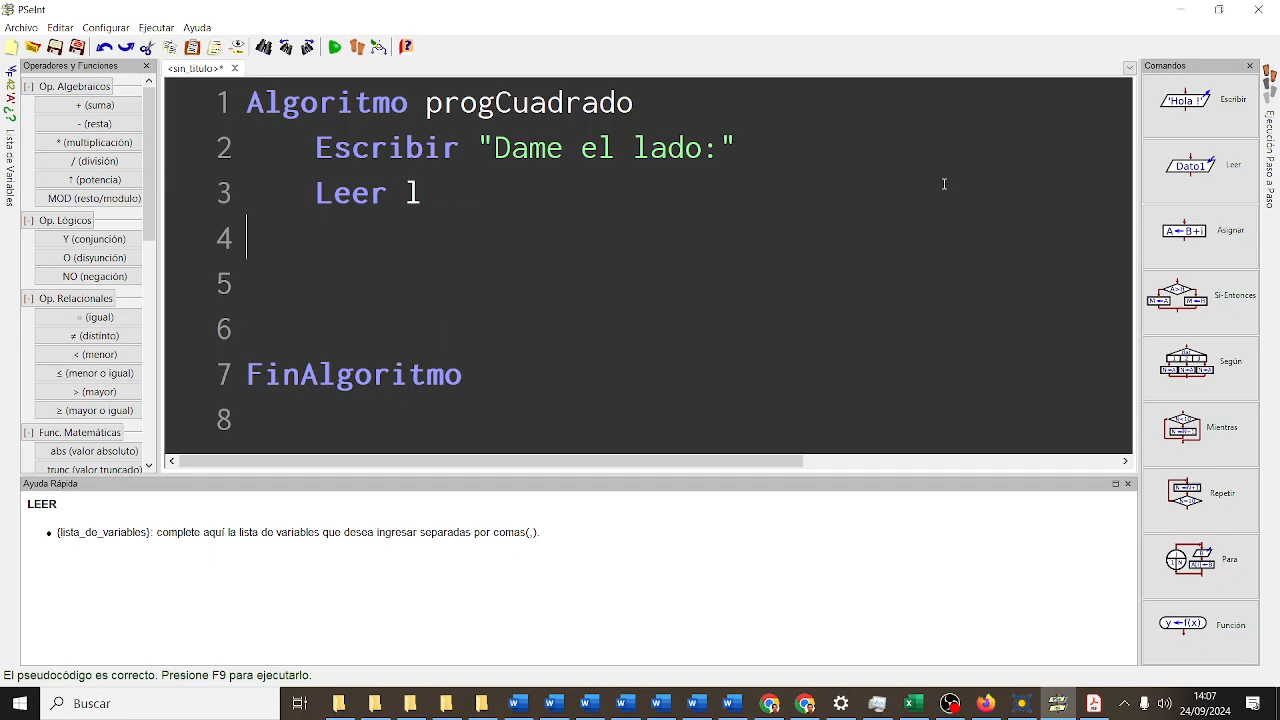 PSeInt
Archivo Editar Configurar Ejecutar Ayuda
Operadores y Funciones
<sin_titulo>*
Comandos
Op. Algebraicos
+ (suma)
- (resta)
* (multiplicación)
/ (división)
↑ (potencia)
MOD (resto/modulo)
Op. Lógicos
Y (conjunción)
O (disyunción)
NO (negación)
Op. Relacionales
= (igual)
≠ (distinto)
< (menor)
≤ (menor o igual)
> (mayor)
≥ (mayor o igual)
Func. Matemáticas
abs (valor absoluto)
trunc (valor truncado)
Lista de Variables
1 Algoritmo progCuadrado
2 Escribir "Dame el lado:"
3 Leer l
4
5
6
7 FinAlgoritmo
8
'Hola !' Escribir
Dato1 Leer
A←B+i Asignar
Si-Entonces
Según
Mientras
Repetir
Para
y←f(x) Función
Ejecución Paso a Paso
Ayuda Rápida
LEER
• {lista_de_variables}: complete aquí la lista de variables que desea ingresar separadas por comas(,).
El pseudocódigo es correcto. Presione F9 para ejecutarlo.
Buscar
14:07
24/09/2024